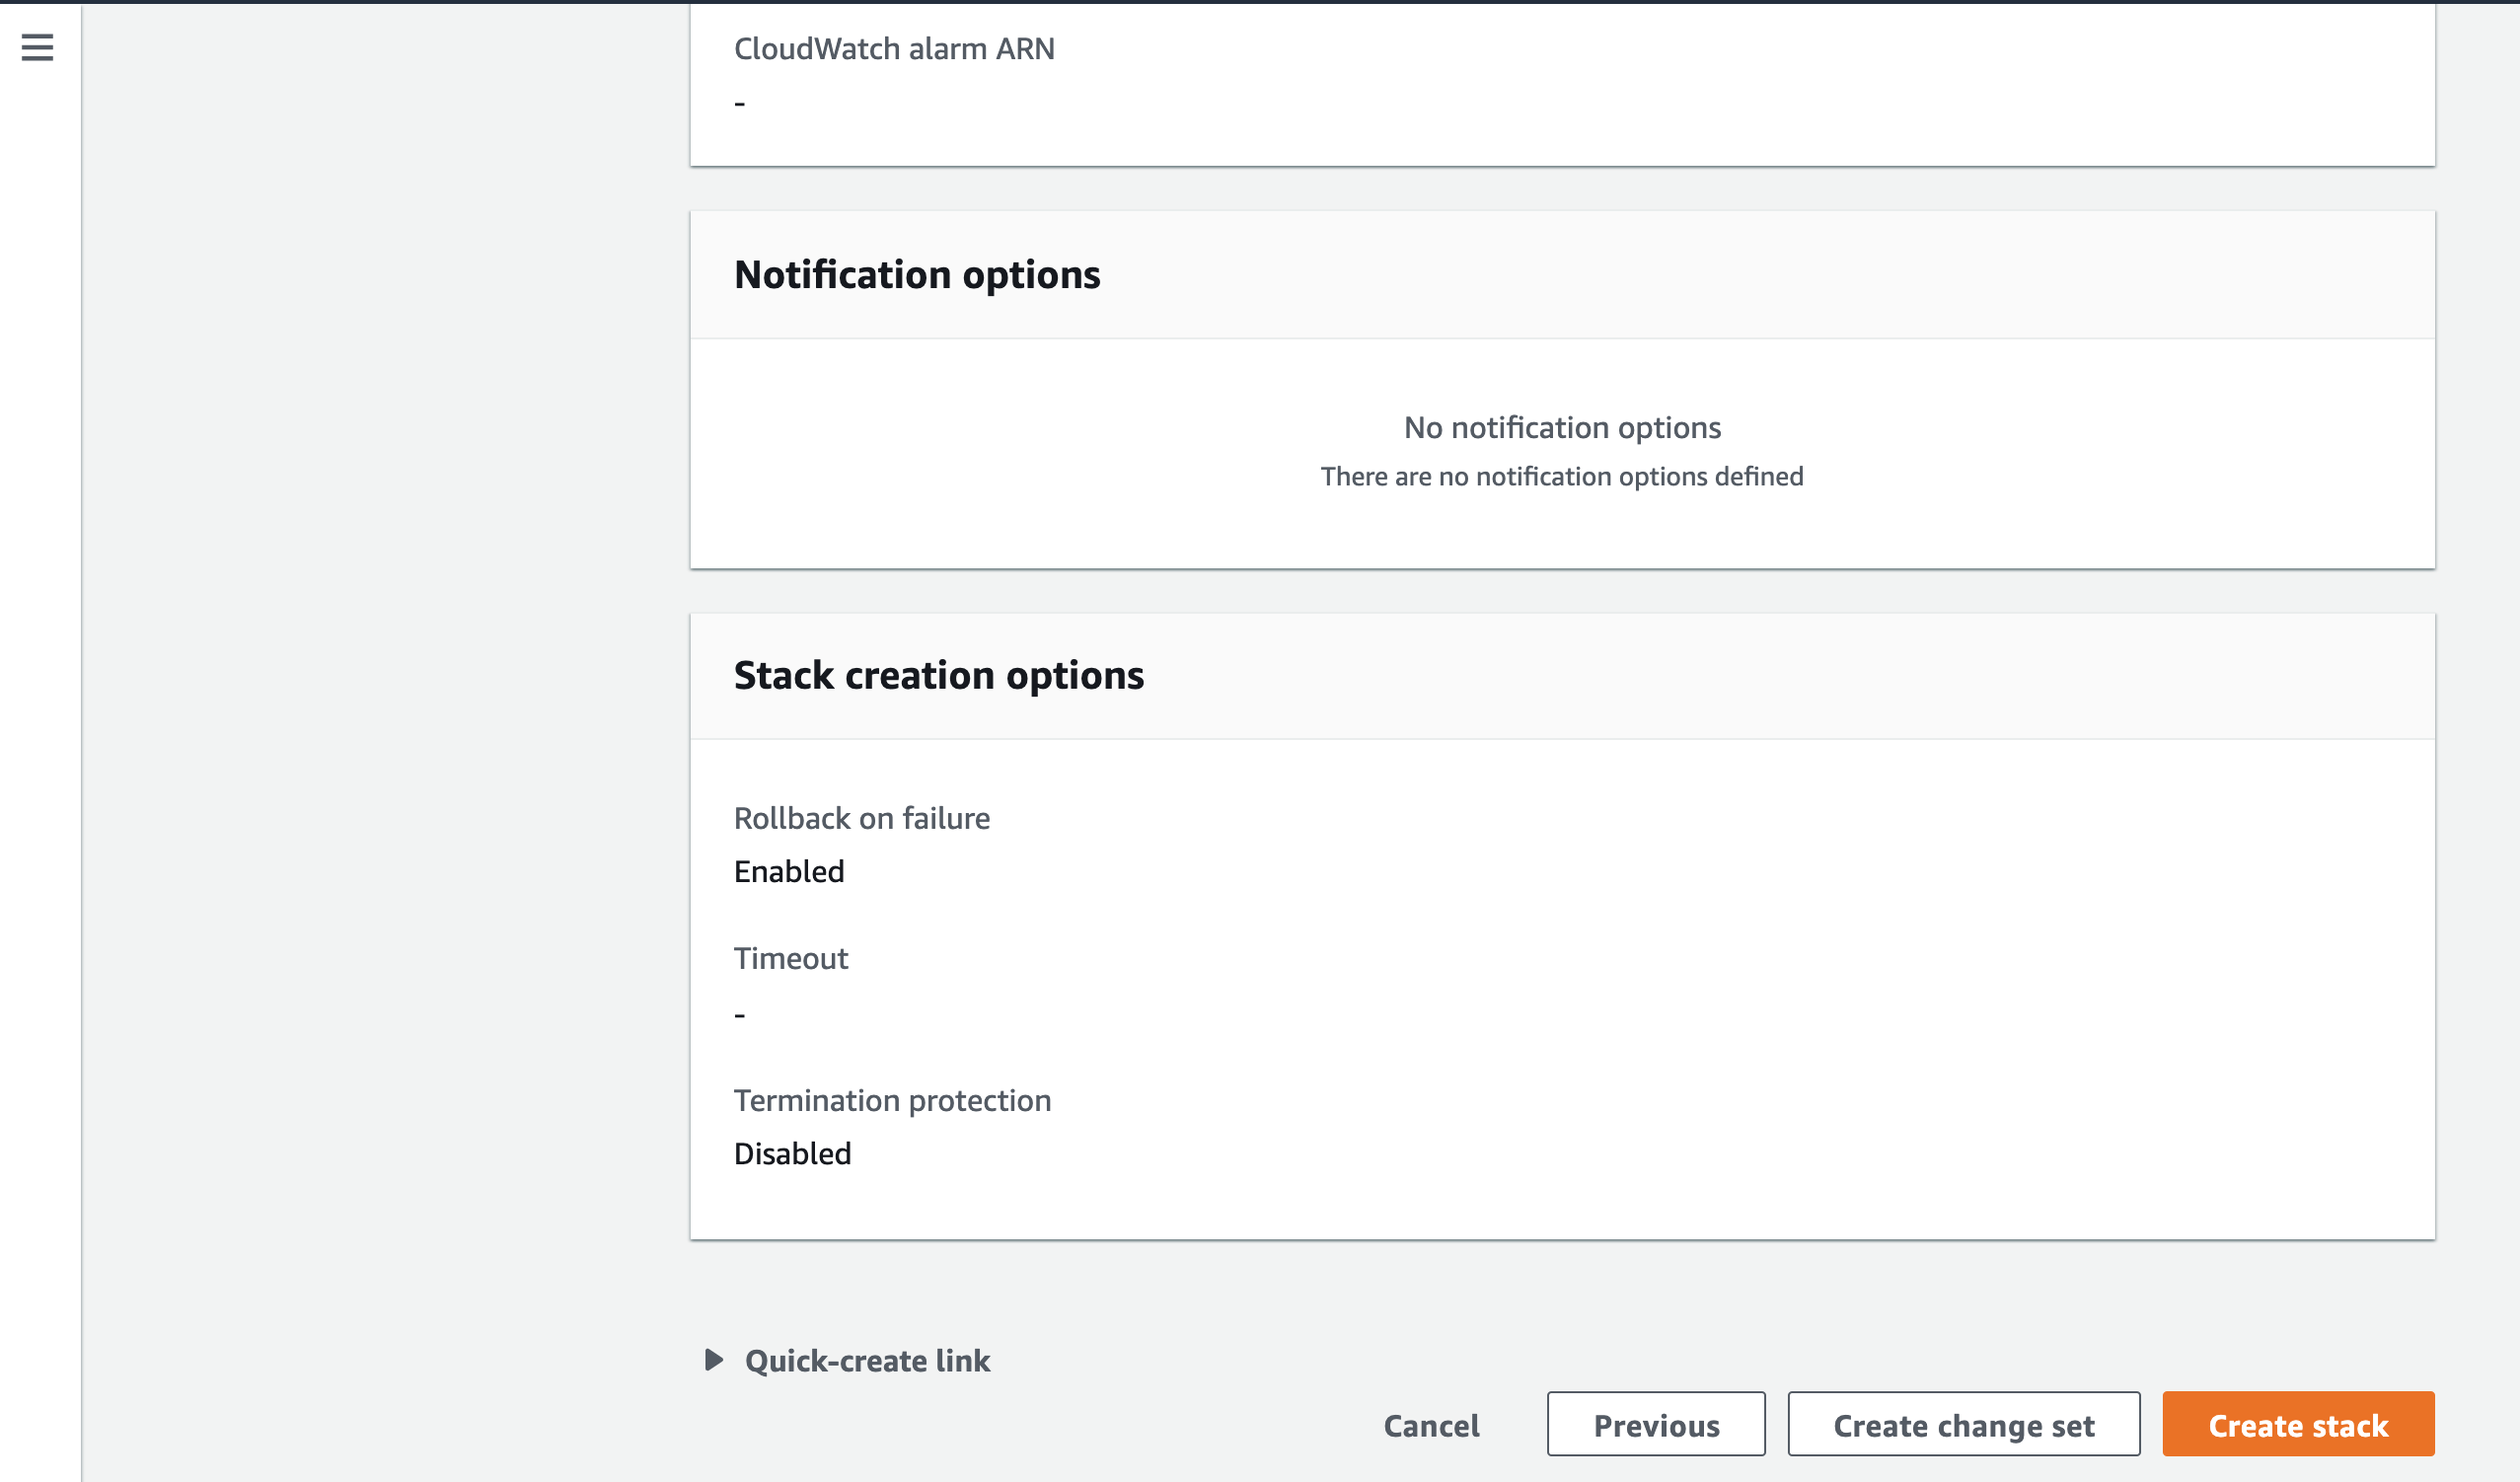 CloudWatch alarm ARN
-
Notification options
No notification options
There are no notification options defined
Stack creation options
Rollback on failure
Enabled
Timeout
-
Termination protection
Disabled
Quick-create link
Cancel
Previous
Create change set
Create stack